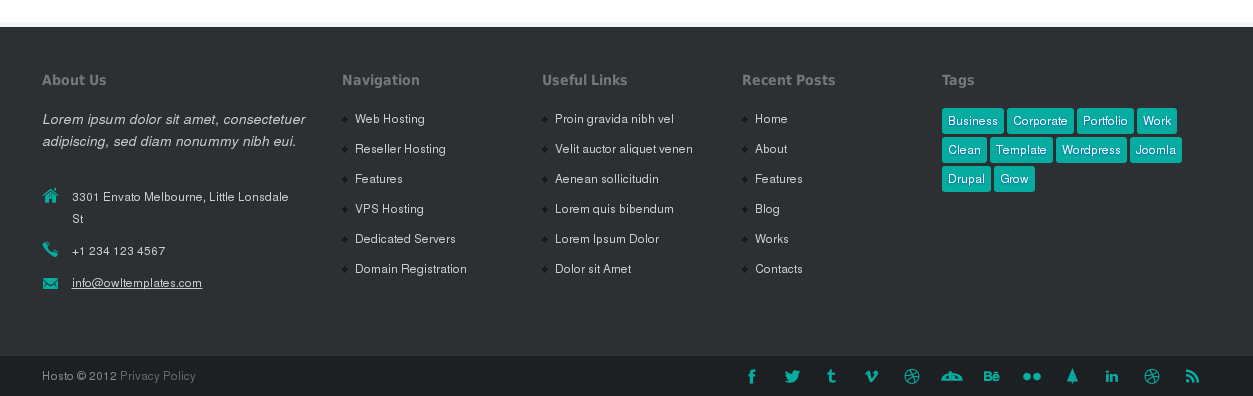 About Us
Lorem ipsum dolor sit amet, consectetuer
adipiscing, sed diam nonummy nibh eui.
3301 Envato Melbourne, Little Lonsdale
St
+1 234 123 4567
info@owltemplates.com
Navigation
Web Hosting
Reseller Hosting
Features
VPS Hosting
Dedicated Servers
Domain Registration
Useful Links
Proin gravida nibh vel
Velit auctor aliquet venen
Aenean sollicitudin
Lorem quis bibendum
Lorem Ipsum Dolor
Dolor sit Amet
Recent Posts
Home
About
Features
Blog
Works
Contacts
Tags
Business Corporate Portfolio Work
Clean Template Wordpress Joomla
Drupal Grow
Hosto © 2012 Privacy Policy